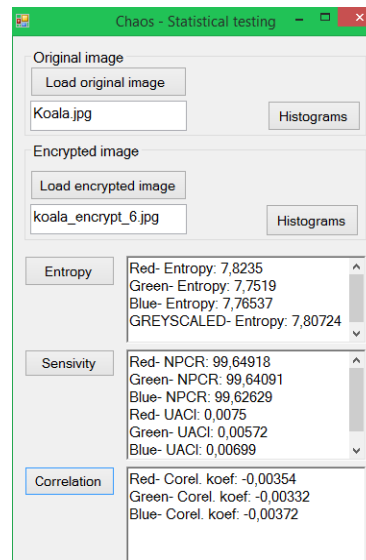 Chaos - Statistical testing
Original image
Load original image
Koala.jpg
Histograms
Encrypted image
Load encrypted image
koala_encrypt_6.jpg
Histograms
Entropy
Red- Entropy: 7,8235
Green- Entropy: 7,7519
Blue- Entropy: 7,76537
GREYSCALED- Entropy: 7,80724
Sensivity
Red- NPCR: 99,64918
Green- NPCR: 99,64091
Blue- NPCR: 99,62629
Red- UACI: 0,0075
Green- UACI: 0,00572
Blue- UACI: 0,00699
Correlation
Red- Corel. koef: -0,00354
Green- Corel. koef: -0,00332
Blue- Corel. koef: -0,00372